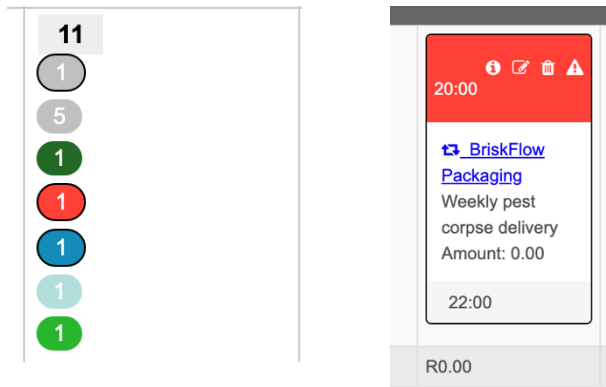 11
1
5
1
1
1
1
1
20:00
BriskFlow
Packaging
Weekly pest
corpse delivery
Amount: 0.00
22:00
R0.00